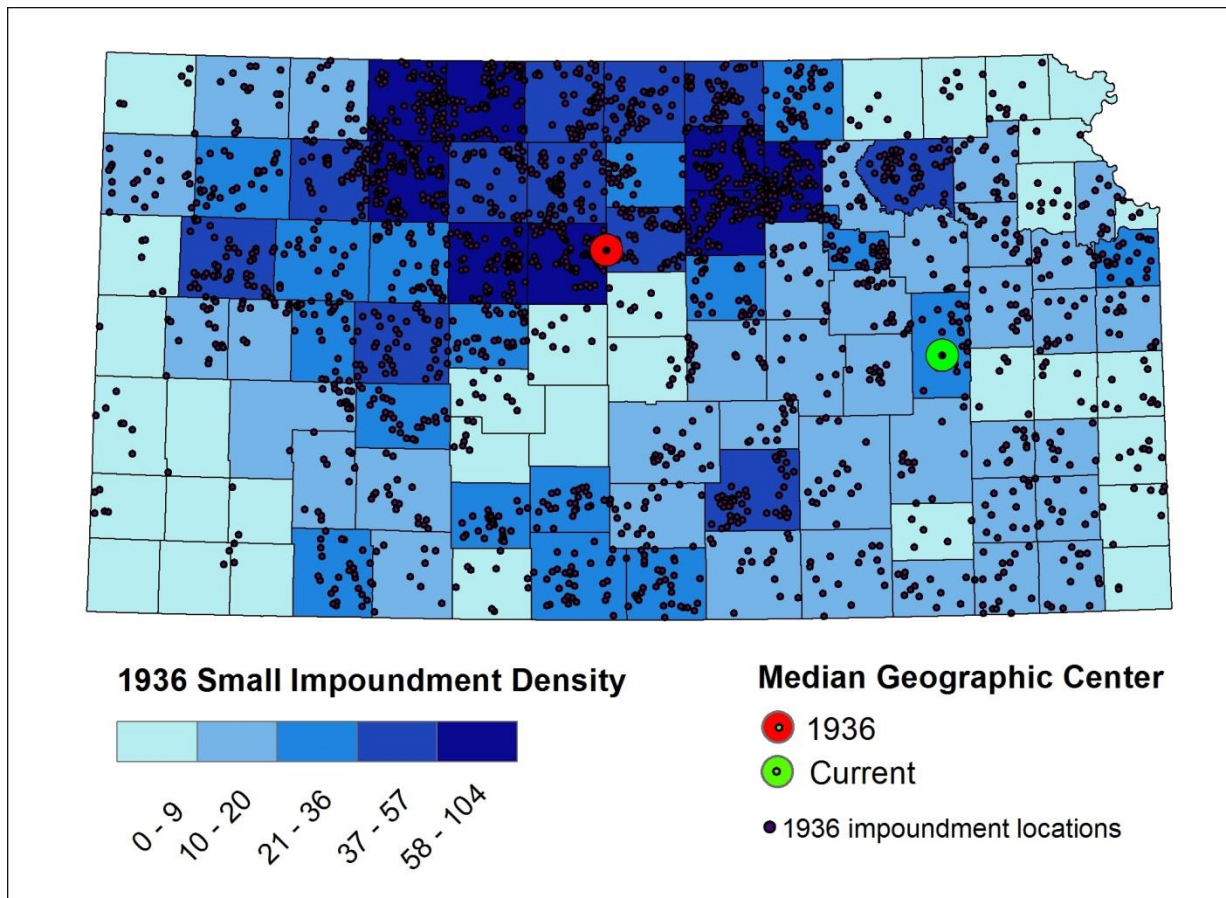 1936 Small Impoundment Density
0 - 9
10 - 20
21 - 36
37 - 57
58 - 104
Median Geographic Center
1936
Current
1936 impoundment locations